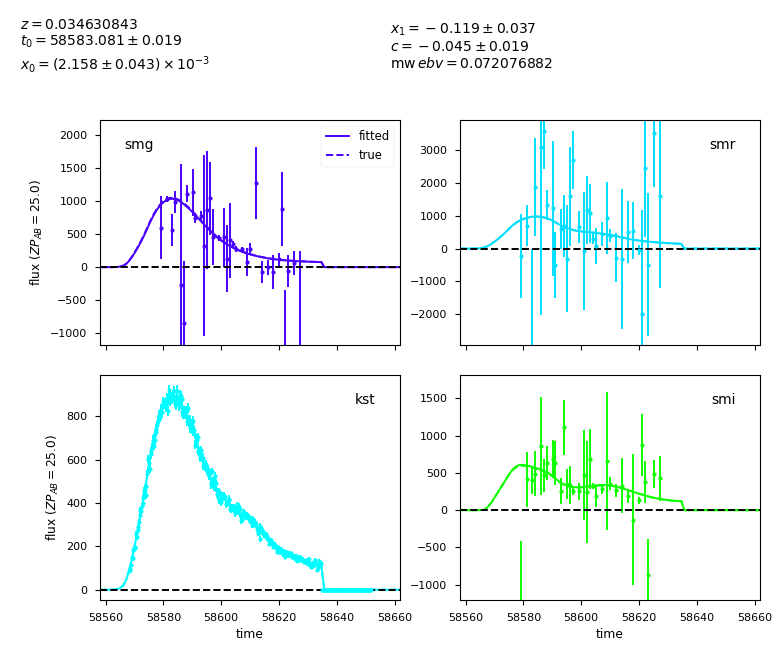 z = 0.034630843
t₀ = 58583.081 ± 0.019
x₀ = (2.158 ± 0.043) × 10⁻³
x₁ = −0.119 ± 0.037
c = −0.045 ± 0.019
mw ebv = 0.072076882
smg
fitted
true
2000
1500
1000
500
0
−500
−1000
flux (ZP_AB = 25.0)
smr
3000
2000
1000
0
−1000
−2000
kst
800
600
400
200
0
flux (ZP_AB = 25.0)
58560 58580 58600 58620 58640 58660
time
smi
1500
1000
500
0
−500
−1000
58560 58580 58600 58620 58640 58660
time